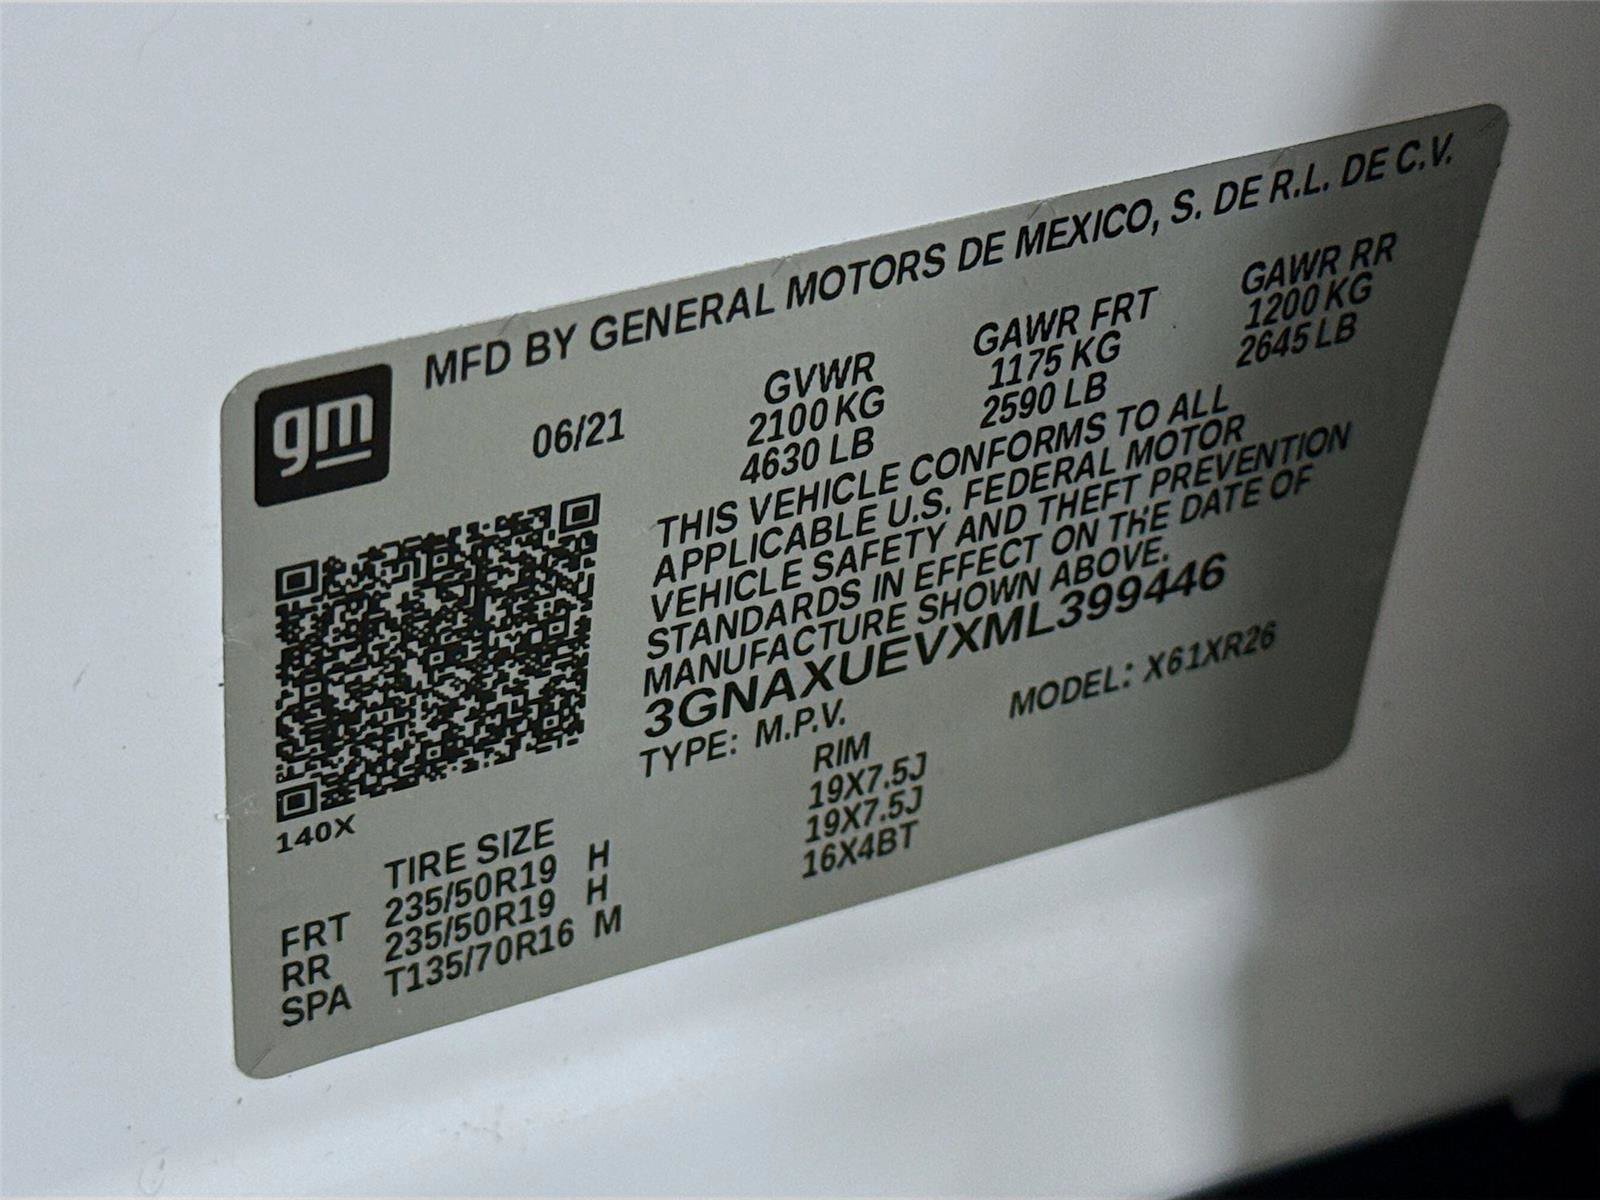 gm
MFD BY GENERAL MOTORS DE MEXICO, S. DE R.L. DE C.V.
06/21
GVWR GAWR FRT GAWR RR
2100 KG 1175 KG 1200 KG
4630 LB 2590 LB 2645 LB
THIS VEHICLE CONFORMS TO ALL
APPLICABLE U.S. FEDERAL MOTOR
VEHICLE SAFETY AND THEFT PREVENTION
STANDARDS IN EFFECT ON THE DATE OF
MANUFACTURE SHOWN ABOVE.
3GNAXUEVXML399446
TYPE: M.P.V. MODEL: X61XR26
140X
TIRE SIZE RIM
FRT 235/50R19 H 19X7.5J
RR 235/50R19 H 19X7.5J
SPA T135/70R16 M 16X4BT